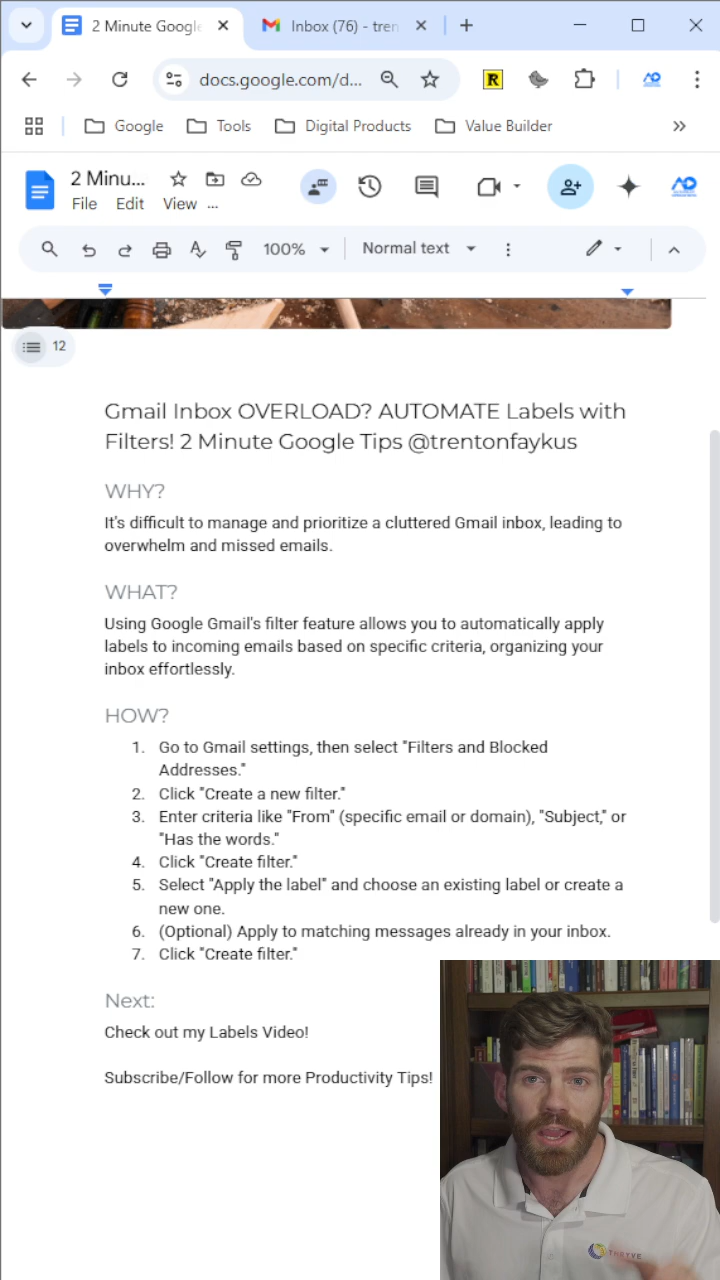 2 Minute Google
Inbox (76) - tren
docs.google.com/d...
R
Google
Tools
Digital Products
Value Builder
2 Minu...
File
Edit
View
...
100%
Normal text
12
Gmail Inbox OVERLOAD? AUTOMATE Labels with
Filters! 2 Minute Google Tips @trentonfaykus
WHY?
It's difficult to manage and prioritize a cluttered Gmail inbox, leading to
overwhelm and missed emails.
WHAT?
Using Google Gmail's filter feature allows you to automatically apply
labels to incoming emails based on specific criteria, organizing your
inbox effortlessly.
HOW?
1. Go to Gmail settings, then select "Filters and Blocked
Addresses."
2. Click "Create a new filter."
3. Enter criteria like "From" (specific email or domain), "Subject," or
"Has the words."
4. Click "Create filter."
5. Select "Apply the label" and choose an existing label or create a
new one.
6. (Optional) Apply to matching messages already in your inbox.
7. Click "Create filter."
Next:
Check out my Labels Video!
Subscribe/Follow for more Productivity Tips!